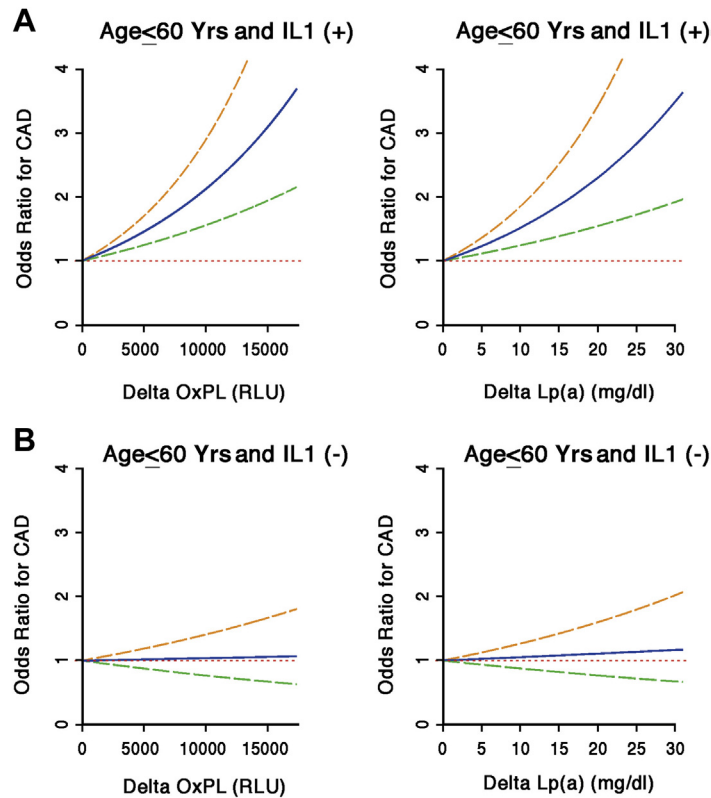 A
Age≤60 Yrs and IL1 (+)
Odds Ratio for CAD
4
3
2
1
0
0 5000 10000 15000
Delta OxPL (RLU)
Age≤60 Yrs and IL1 (+)
Odds Ratio for CAD
4
3
2
1
0
0 5 10 15 20 25 30
Delta Lp(a) (mg/dl)
B
Age≤60 Yrs and IL1 (-)
Odds Ratio for CAD
4
3
2
1
0
0 5000 10000 15000
Delta OxPL (RLU)
Age≤60 Yrs and IL1 (-)
Odds Ratio for CAD
4
3
2
1
0
0 5 10 15 20 25 30
Delta Lp(a) (mg/dl)